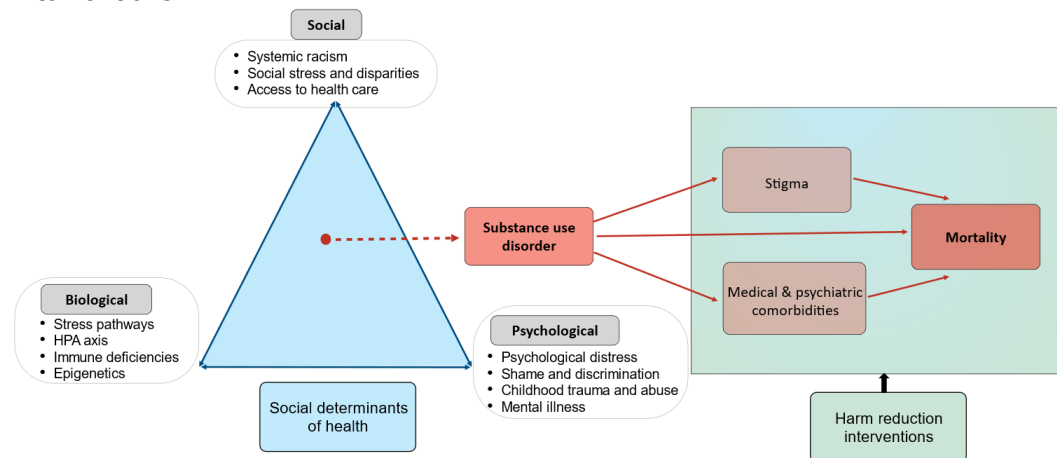 Social
• Systemic racism
• Social stress and disparities
• Access to health care
Stigma
Substance use
disorder
Mortality
Biological
• Stress pathways
• HPA axis
• Immune deficiencies
• Epigenetics
Medical & psychiatric
comorbidities
Psychological
• Psychological distress
• Shame and discrimination
• Childhood trauma and abuse
• Mental illness
Social determinants
of health
Harm reduction
interventions